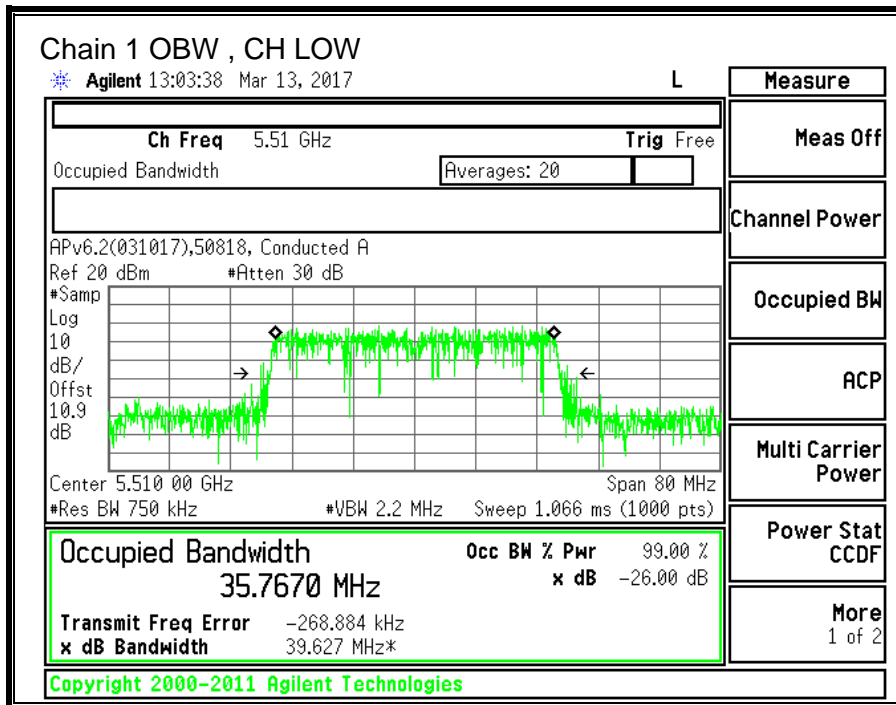 Chain 1 OBW , CH LOW
Agilent 13:03:38 Mar 13, 2017 L
Measure
Ch Freq 5.51 GHz Trig Free
Occupied Bandwidth Averages: 20
APv6.2(031017),50818, Conducted A
Ref 20 dBm #Atten 30 dB
#Samp
Log
10
dB/
Offst
10.9
dB
Center 5.510 00 GHz Span 80 MHz
#Res BW 750 kHz #VBW 2.2 MHz Sweep 1.066 ms (1000 pts)
Occupied Bandwidth Occ BW % Pwr 99.00 %
35.7670 MHz x dB -26.00 dB
Transmit Freq Error -268.884 kHz
x dB Bandwidth 39.627 MHz*
Meas Off
Channel Power
Occupied BW
ACP
Multi Carrier
Power
Power Stat
CCDF
More
1 of 2
Copyright 2000-2011 Agilent Technologies